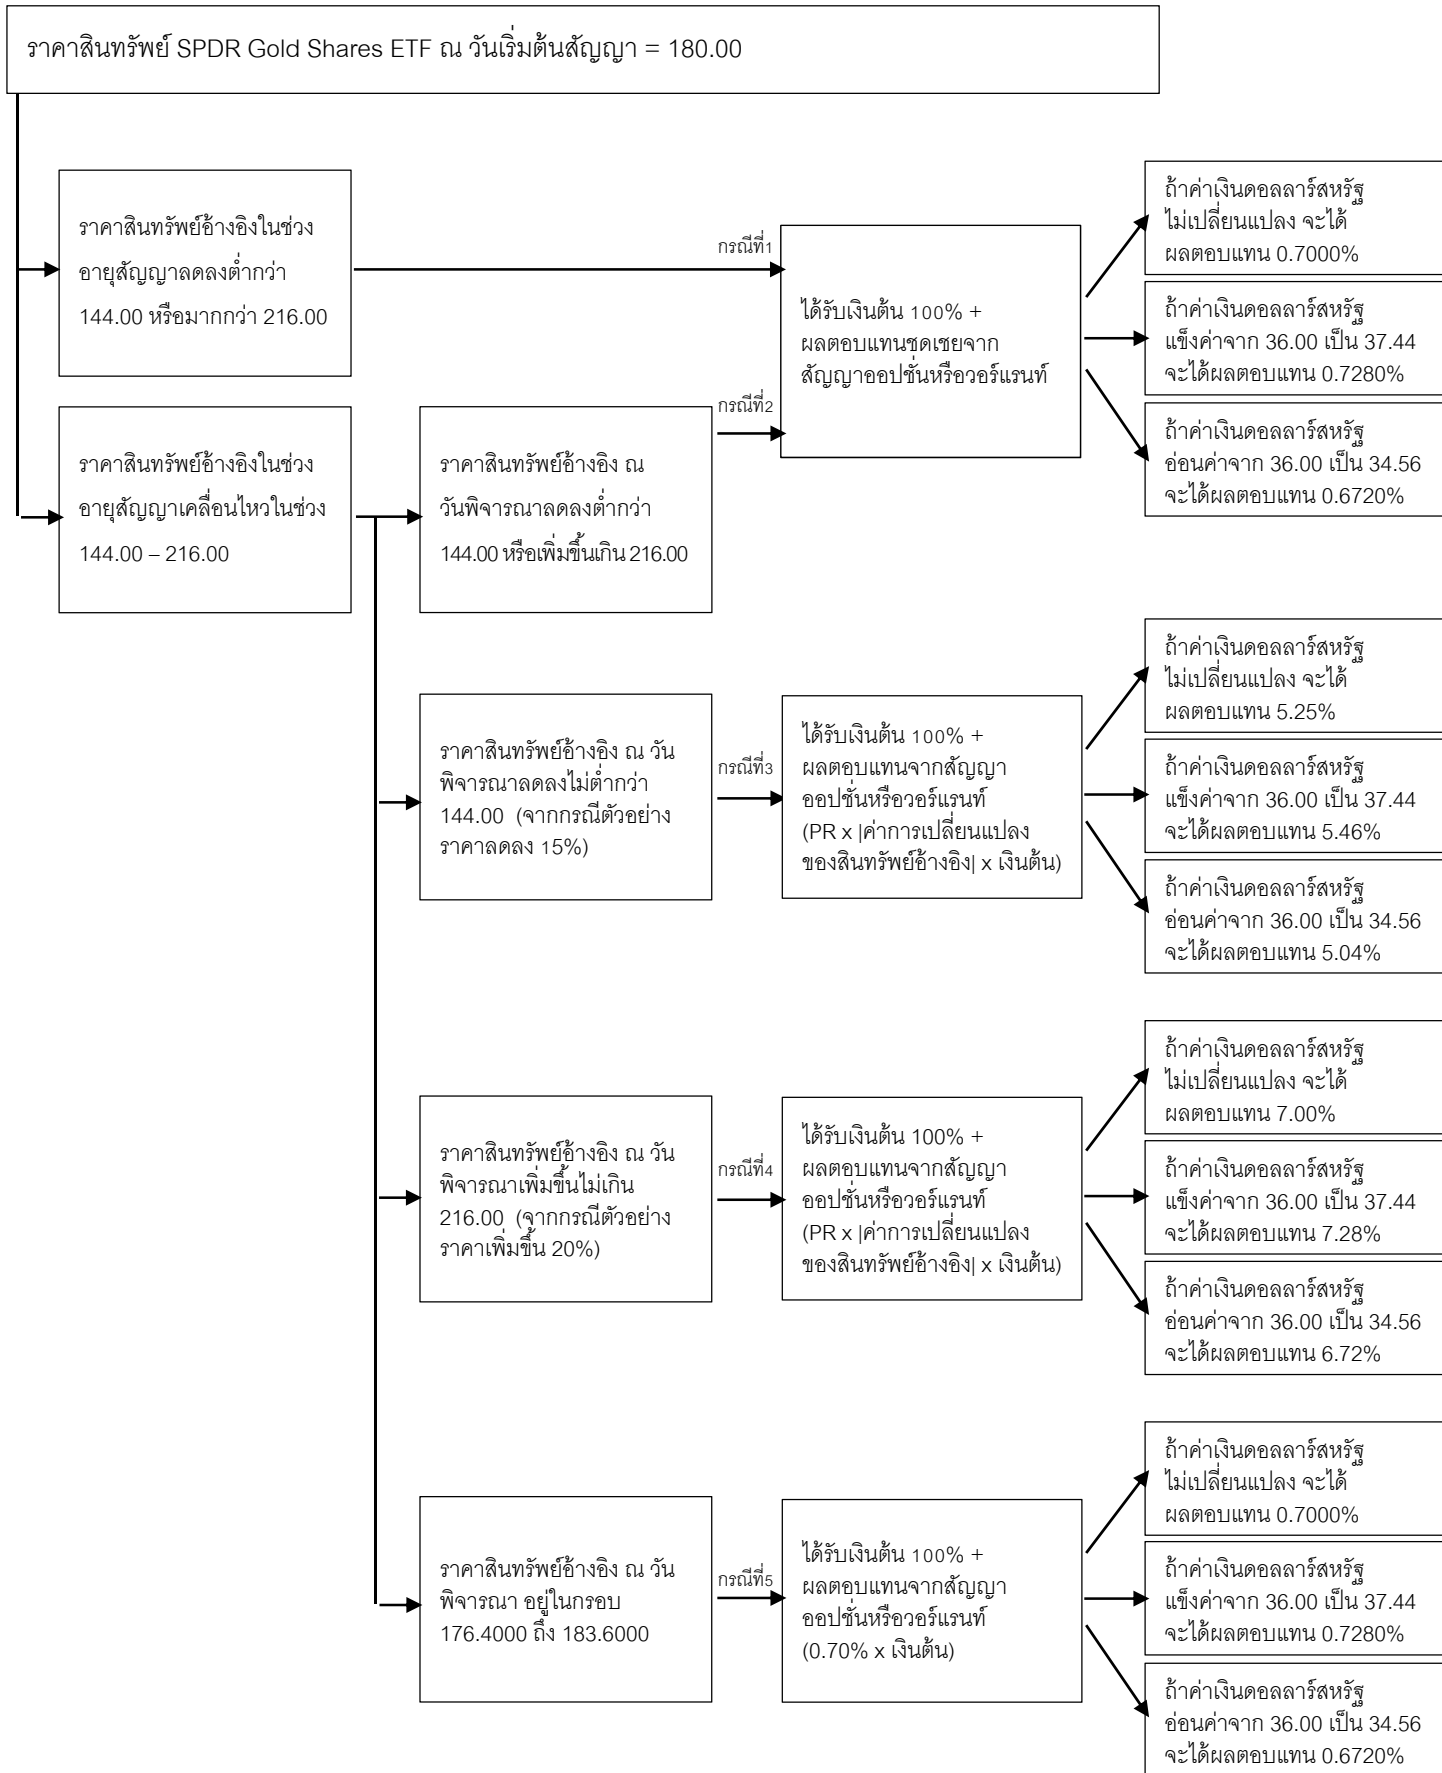 ราคาสินทรัพย์ SPDR Gold Shares ETF ณ วันเริ่มต้นสัญญา = 180.00
ราคาสินทรัพย์อ้างอิงในช่วง
อายุสัญญาลดลงต่ำกว่า
144.00 หรือมากกว่า 216.00
กรณีที่1
ได้รับเงินต้น 100% +
ผลตอบแทนชดเชยจาก
สัญญาออปชั่นหรือวอร์แรนท์
ถ้าค่าเงินดอลลาร์สหรัฐ
ไม่เปลี่ยนแปลง จะได้
ผลตอบแทน 0.7000%
ถ้าค่าเงินดอลลาร์สหรัฐ
แข็งค่าจาก 36.00 เป็น 37.44
จะได้ผลตอบแทน 0.7280%
ถ้าค่าเงินดอลลาร์สหรัฐ
อ่อนค่าจาก 36.00 เป็น 34.56
จะได้ผลตอบแทน 0.6720%
ราคาสินทรัพย์อ้างอิงในช่วง
อายุสัญญาเคลื่อนไหวในช่วง
144.00 – 216.00
ราคาสินทรัพย์อ้างอิง ณ
วันพิจารณาลดลงต่ำกว่า
144.00 หรือเพิ่มขึ้นเกิน 216.00
กรณีที่2
ราคาสินทรัพย์อ้างอิง ณ วัน
พิจารณาลดลงไม่ต่ำกว่า
144.00 (จากกรณีตัวอย่าง
ราคาลดลง 15%)
กรณีที่3
ได้รับเงินต้น 100% +
ผลตอบแทนจากสัญญา
ออปชั่นหรือวอร์แรนท์
(PR x |ค่าการเปลี่ยนแปลง
ของสินทรัพย์อ้างอิง| x เงินต้น)
ถ้าค่าเงินดอลลาร์สหรัฐ
ไม่เปลี่ยนแปลง จะได้
ผลตอบแทน 5.25%
ถ้าค่าเงินดอลลาร์สหรัฐ
แข็งค่าจาก 36.00 เป็น 37.44
จะได้ผลตอบแทน 5.46%
ถ้าค่าเงินดอลลาร์สหรัฐ
อ่อนค่าจาก 36.00 เป็น 34.56
จะได้ผลตอบแทน 5.04%
ราคาสินทรัพย์อ้างอิง ณ วัน
พิจารณาเพิ่มขึ้นไม่เกิน
216.00 (จากกรณีตัวอย่าง
ราคาเพิ่มขึ้น 20%)
กรณีที่4
ได้รับเงินต้น 100% +
ผลตอบแทนจากสัญญา
ออปชั่นหรือวอร์แรนท์
(PR x |ค่าการเปลี่ยนแปลง
ของสินทรัพย์อ้างอิง| x เงินต้น)
ถ้าค่าเงินดอลลาร์สหรัฐ
ไม่เปลี่ยนแปลง จะได้
ผลตอบแทน 7.00%
ถ้าค่าเงินดอลลาร์สหรัฐ
แข็งค่าจาก 36.00 เป็น 37.44
จะได้ผลตอบแทน 7.28%
ถ้าค่าเงินดอลลาร์สหรัฐ
อ่อนค่าจาก 36.00 เป็น 34.56
จะได้ผลตอบแทน 6.72%
ราคาสินทรัพย์อ้างอิง ณ วัน
พิจารณา อยู่ในกรอบ
176.4000 ถึง 183.6000
กรณีที่5
ได้รับเงินต้น 100% +
ผลตอบแทนจากสัญญา
ออปชั่นหรือวอร์แรนท์
(0.70% x เงินต้น)
ถ้าค่าเงินดอลลาร์สหรัฐ
ไม่เปลี่ยนแปลง จะได้
ผลตอบแทน 0.7000%
ถ้าค่าเงินดอลลาร์สหรัฐ
แข็งค่าจาก 36.00 เป็น 37.44
จะได้ผลตอบแทน 0.7280%
ถ้าค่าเงินดอลลาร์สหรัฐ
อ่อนค่าจาก 36.00 เป็น 34.56
จะได้ผลตอบแทน 0.6720%